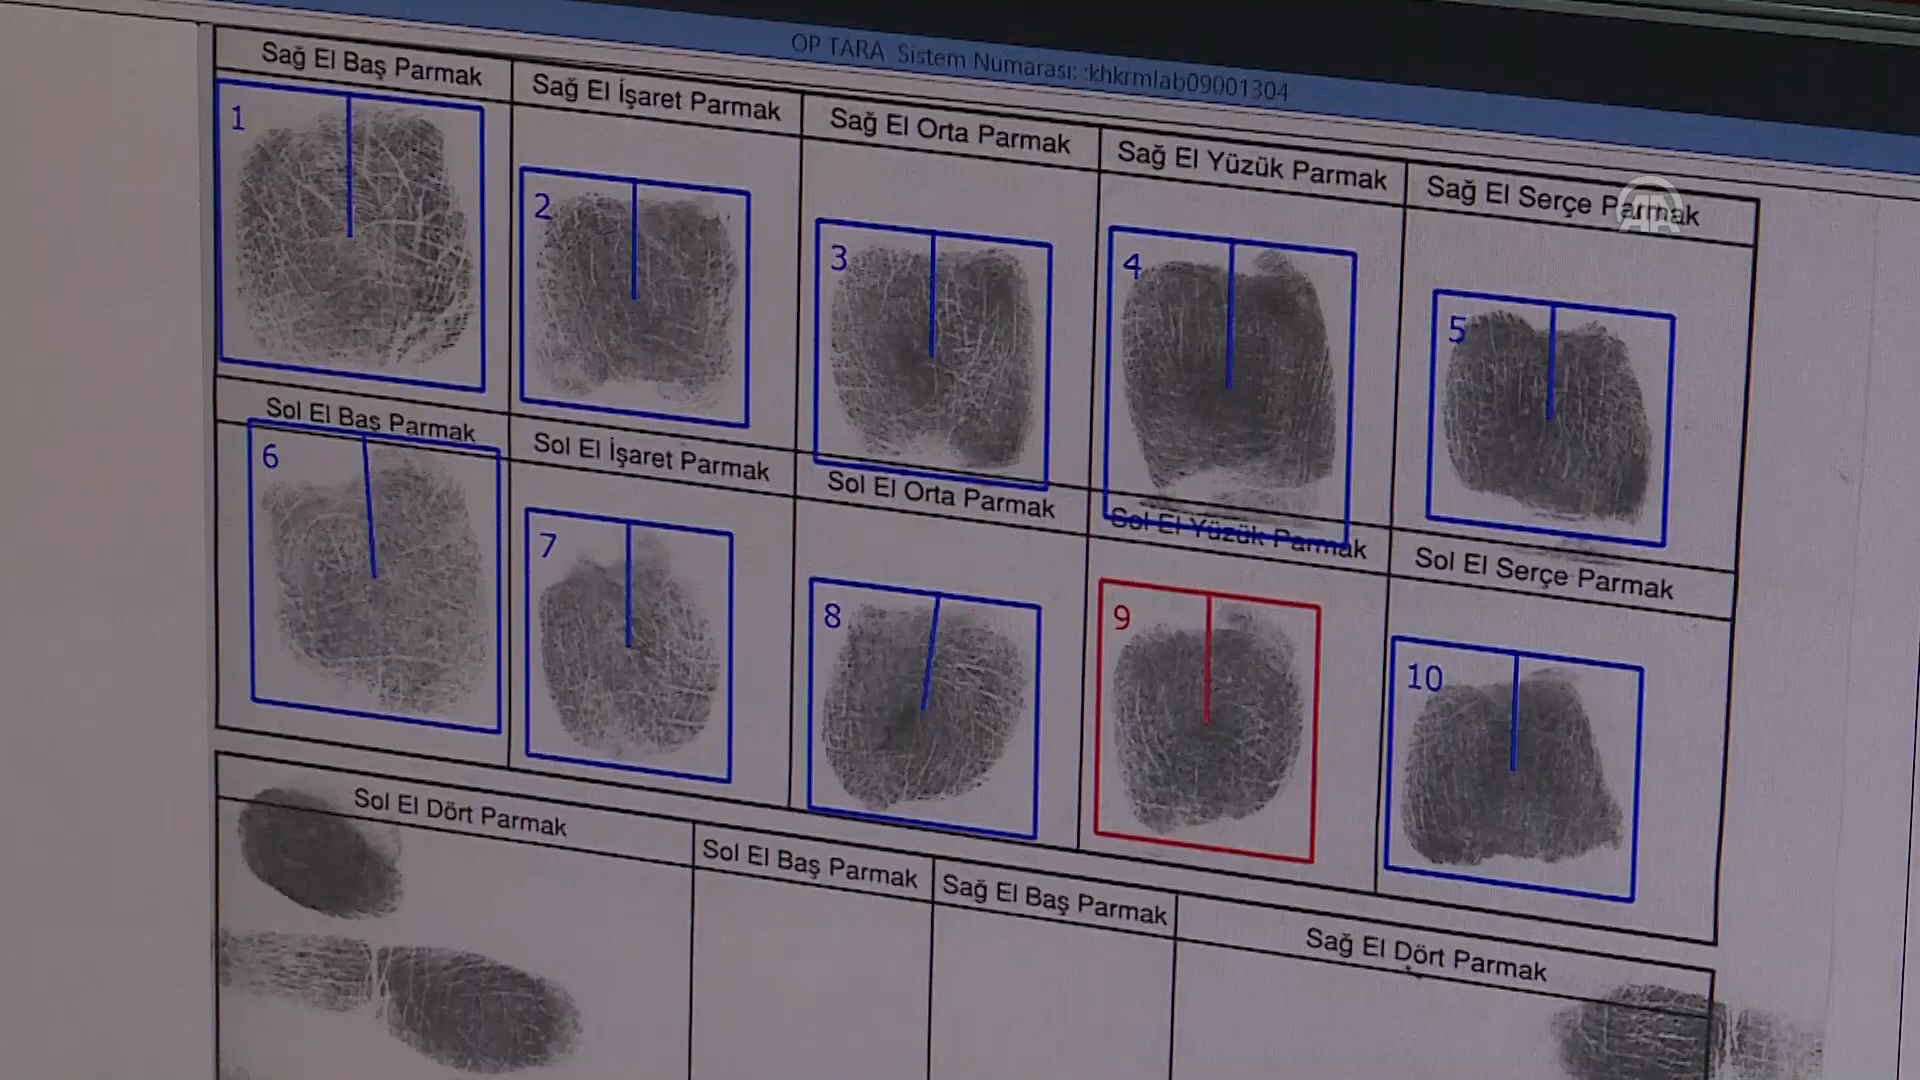 OP TARA Sistem Numarası: :khkrmlab09001304
Sağ El Baş Parmak
Sağ El İşaret Parmak
Sağ El Orta Parmak
Sağ El Yüzük Parmak
Sağ El Serçe Parmak
1
2
3
4
5
Sol El Baş Parmak
Sol El İşaret Parmak
Sol El Orta Parmak
Sol El Yüzük Parmak
Sol El Serçe Parmak
6
7
8
9
10
Sol El Dört Parmak
Sol El Baş Parmak
Sağ El Baş Parmak
Sağ El Dört Parmak
AA